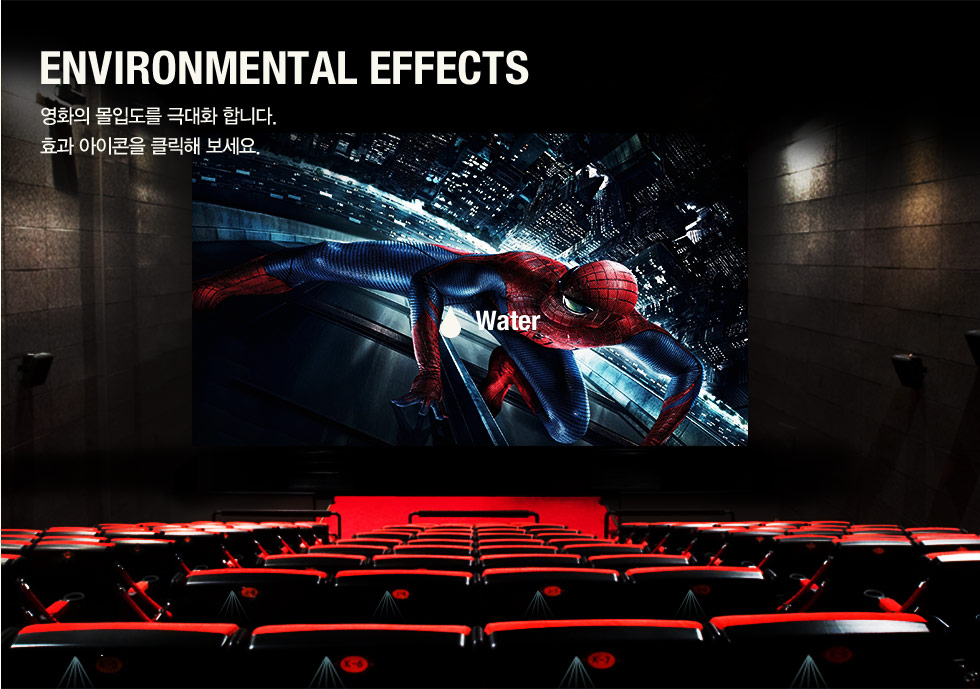 ENVIRONMENTAL EFFECTS
영화의 몰입도를 극대화 합니다.
효과 아이콘을 클릭해 보세요.
Water